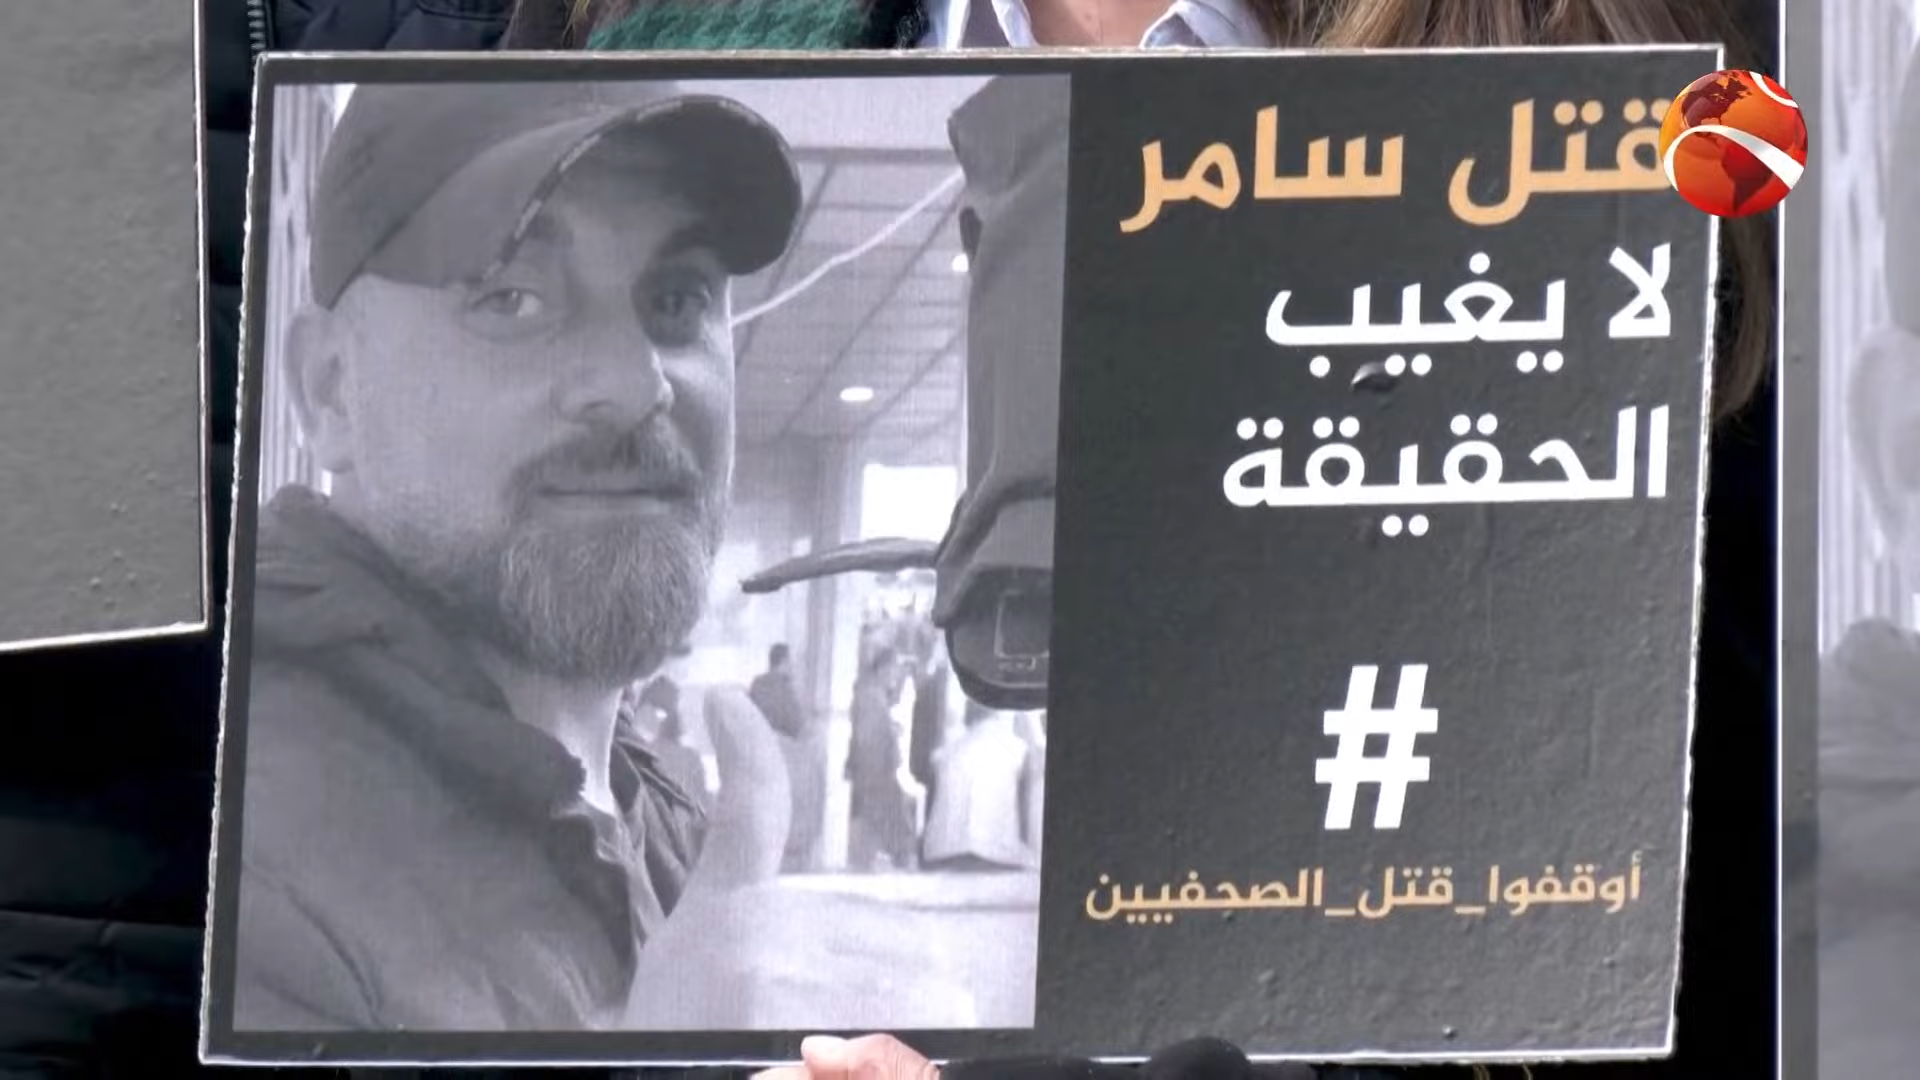 قتل سامر
لا يغيب
الحقيقة
#
أوقفوا_قتل_الصحفيين